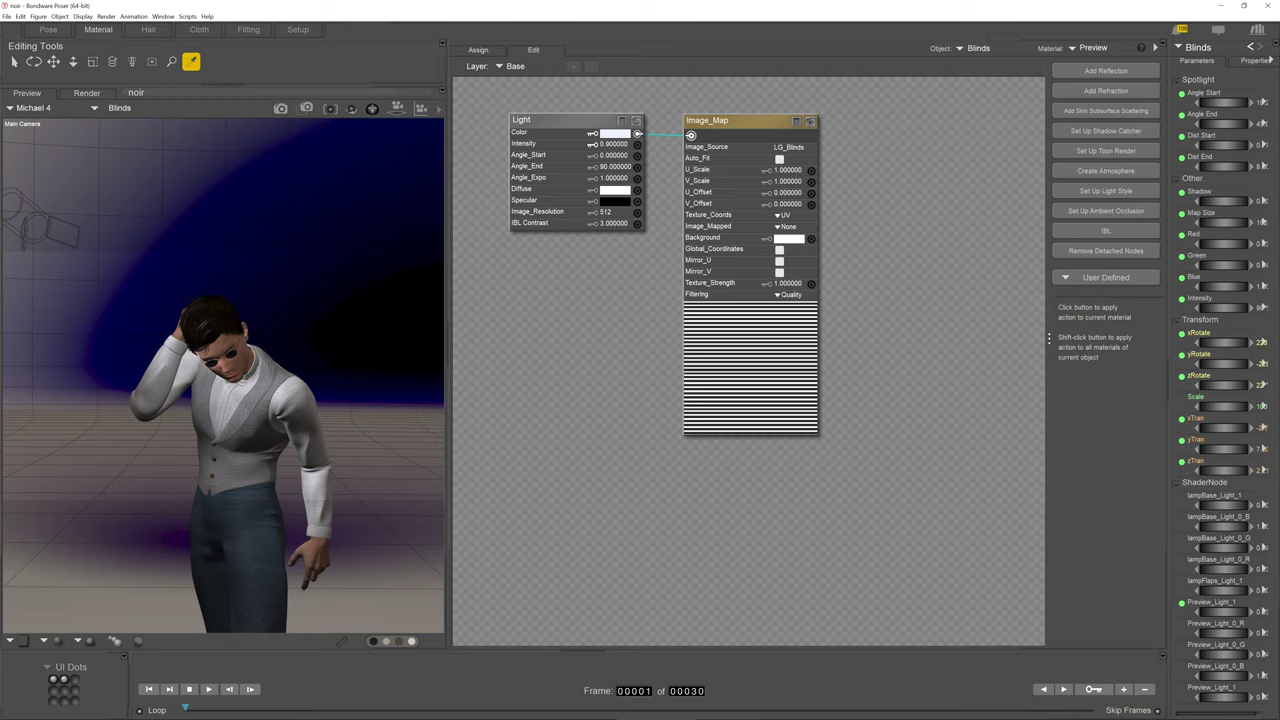 noir - Bondware Poser (64-bit)
File Edit Figure Object Display Render Animation Window Scripts Help
Pose Material Hair Cloth Fitting Setup
Editing Tools
Preview Render noir
Michael 4 Blinds
Main Camera
UI Dots
Assign Edit
Object: Blinds Material: Preview
Layer: Base
Light
Color
Intensity 0.900000
Angle_Start 0.000000
Angle_End 90.000000
Angle_Expo 1.000000
Diffuse
Specular
Image_Resolution 512
IBL Contrast 3.000000
Image_Map
Image_Source LG_Blinds
Auto_Fit
U_Scale 1.000000
V_Scale 1.000000
U_Offset 0.000000
V_Offset 0.000000
Texture_Coords UV
Image_Mapped None
Background
Global_Coordinates
Mirror_U
Mirror_V
Texture_Strength 1.000000
Filtering Quality
Add Reflection
Add Refraction
Add Skin Subsurface Scattering
Set Up Shadow Catcher
Set Up Toon Render
Create Atmosphere
Set Up Light Style
Set Up Ambient Occlusion
IBL
Remove Detached Nodes
User Defined
Click button to apply
action to current material
Shift-click button to apply
action to all materials of
current object
Blinds
Parameters Properties
Spotlight
Angle Start
Angle End
Dist Start
Dist End
Other
Shadow
Map Size
Red
Green
Blue
Intensity
Transform
xRotate
yRotate
zRotate
Scale
xTran
yTran
zTran
ShaderNode
lampBase_Light_1
lampBase_Light_0_B
lampBase_Light_0_G
lampBase_Light_0_R
lampFlaps_Light_1
Preview_Light_1
Preview_Light_0_R
Preview_Light_0_G
Preview_Light_0_B
Preview_Light_1
Frame: 00001 of 00030
Loop
Skip Frames